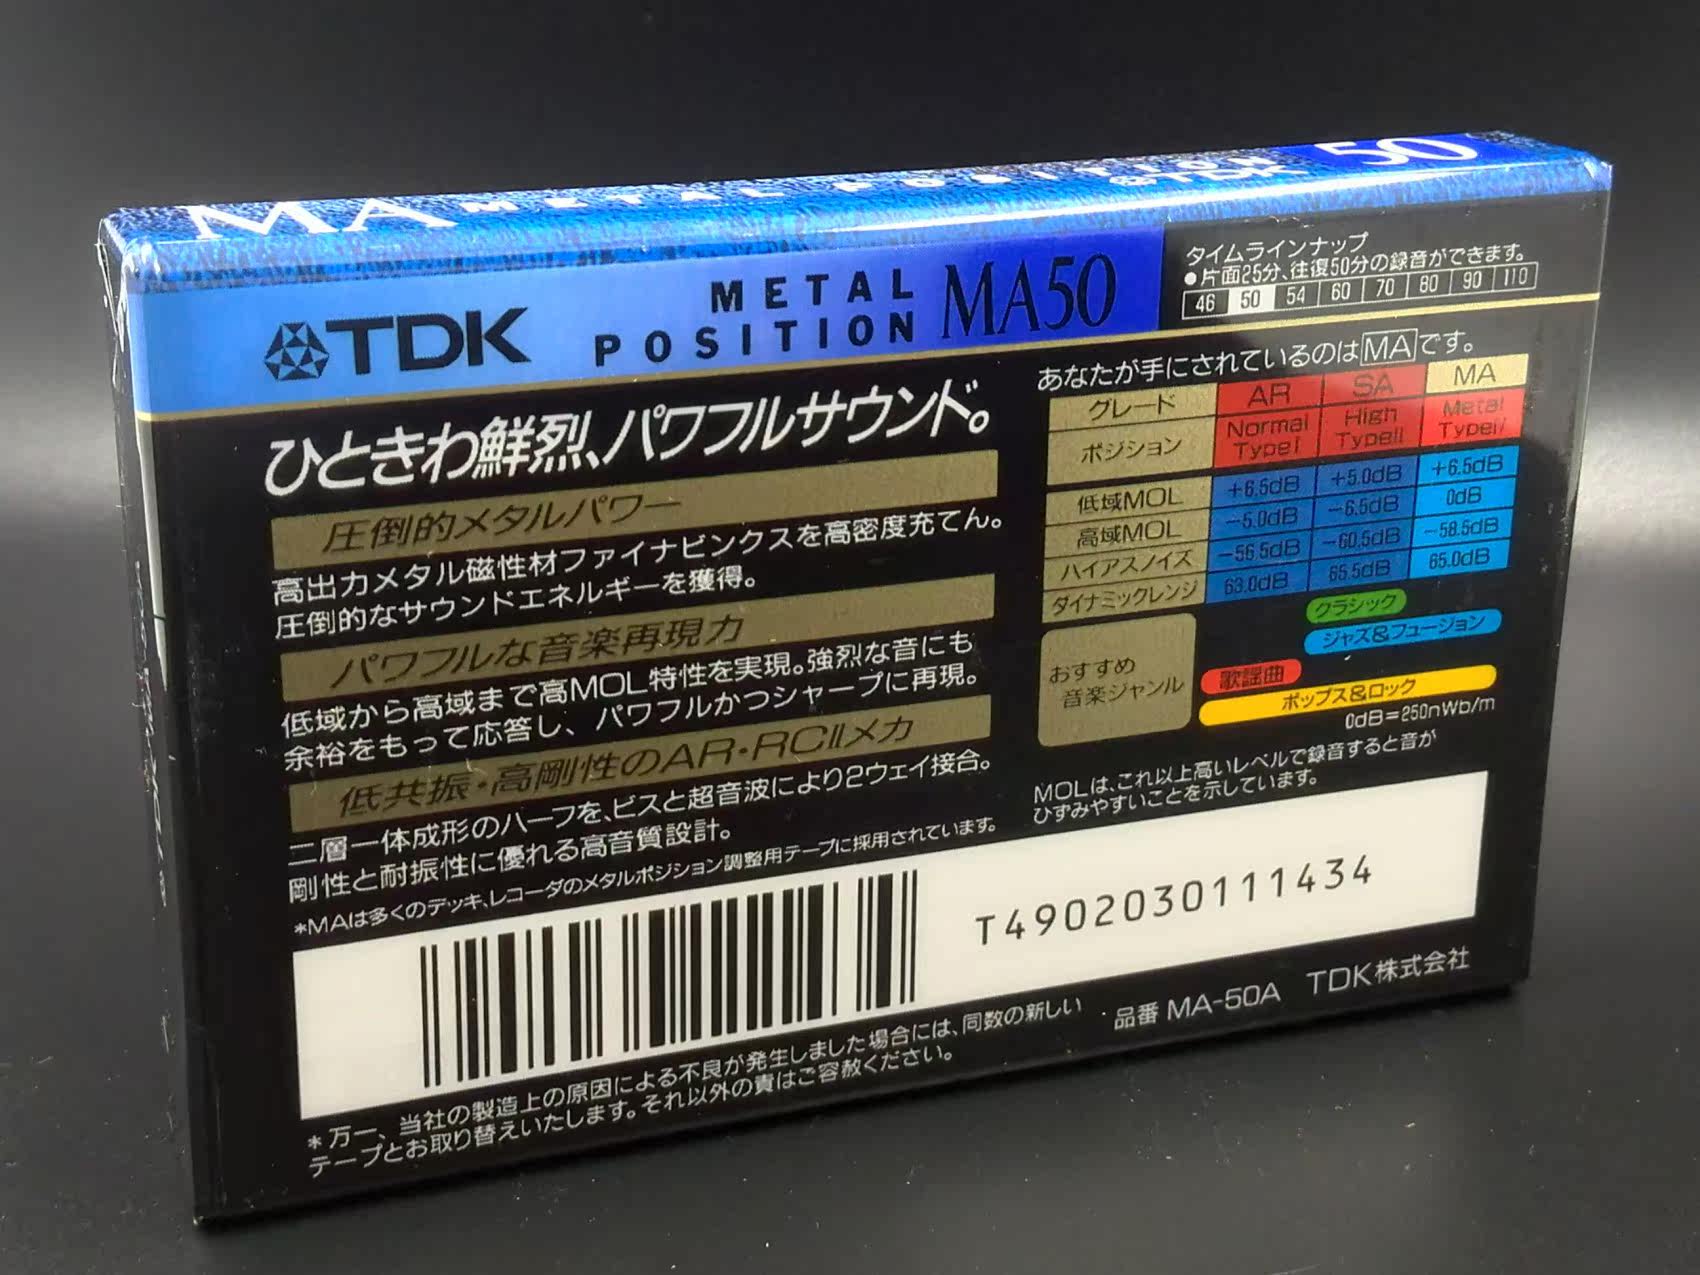 MA METAL POSITION TDK 50
TDK
METAL
POSITION
MA50
タイムラインナップ
●片面25分、往復50分の録音ができます。
46 50 54 60 70 80 90 110
ひときわ鮮烈、パワフルサウンド。
圧倒的メタルパワー
高出力メタル磁性材ファイナビンクスを高密度充てん。
圧倒的なサウンドエネルギーを獲得。
パワフルな音楽再現力
低域から高域まで高MOL特性を実現。強烈な音にも
余裕をもって応答し、パワフルかつシャープに再現。
低共振・高剛性のAR・RCIIメカ
二層一体成形のハーフを、ビスと超音波により2ウェイ接合。
剛性と耐振性に優れる高音質設計。
*MAは多くのデッキ、レコーダのメタルポジション調整用テープに採用されています。
あなたが手にされているのはMAです。
グレード AR SA MA
ポジション Normal TypeI High TypeII Metal TypeIV
低域MOL +6.5dB +5.0dB +6.5dB
高域MOL -5.0dB -6.5dB 0dB
バイアスノイズ -56.5dB -60.5dB -58.5dB
ダイナミックレンジ 63.0dB 65.5dB 65.0dB
おすすめ
音楽ジャンル
クラシック
ジャズ&フュージョン
歌謡曲
ポップス&ロック
0dB=250nWb/m
MOLは、これ以上高いレベルで録音すると音が
ひずみやすいことを示しています。
T4902030111434
*万一、当社の製造上の原因による不良が発生しました場合には、同数の新しい
テープとお取り替えいたします。それ以外の責はご容赦ください。
品番 MA-50A TDK株式会社